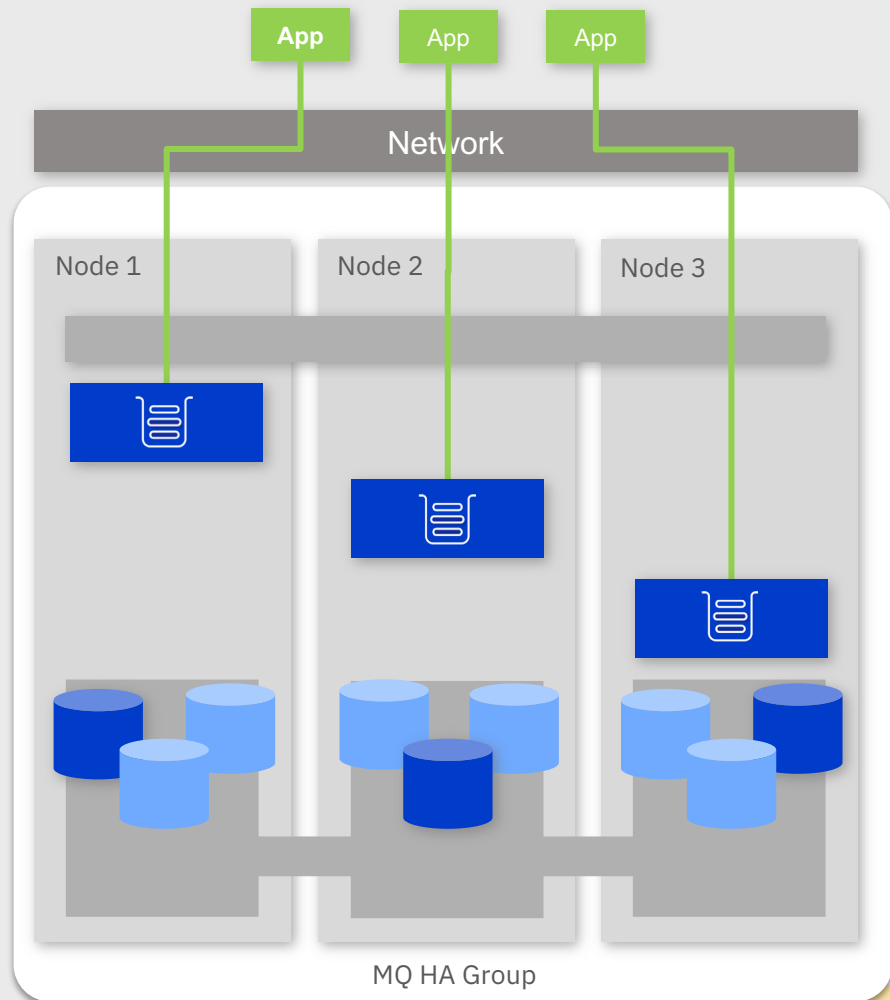 App
App
App
Network
Node 1
Node 2
Node 3
MQ HA Group